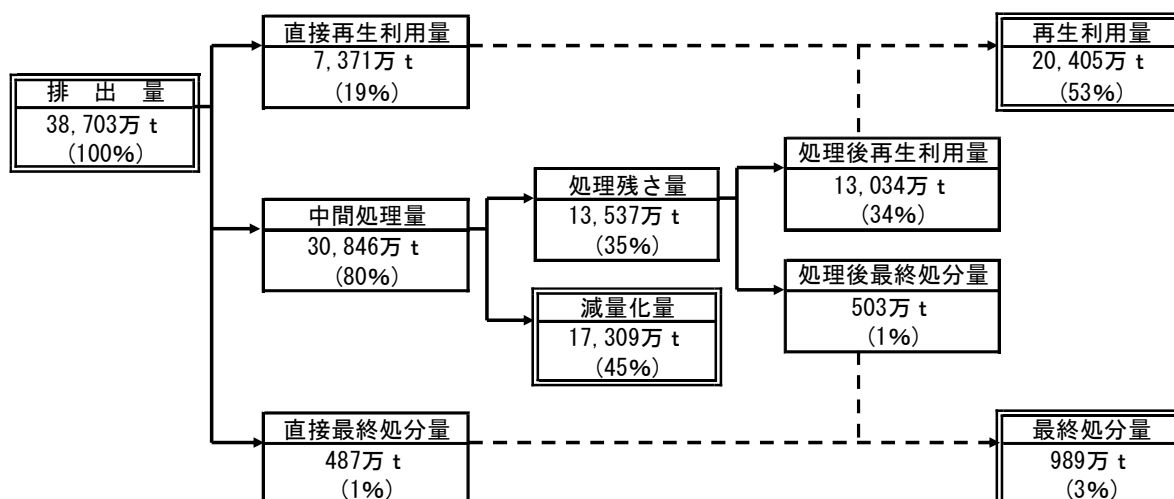 直接再生利用量
7,371万 t
(19%)
再生利用量
20,405万 t
(53%)
排 出 量
38,703万 t
(100%)
処理後再生利用量
13,034万 t
(34%)
処理残さ量
13,537万 t
(35%)
中間処理量
30,846万 t
(80%)
処理後最終処分量
503万 t
(1%)
減量化量
17,309万 t
(45%)
直接最終処分量
487万 t
(1%)
最終処分量
989万 t
(3%)